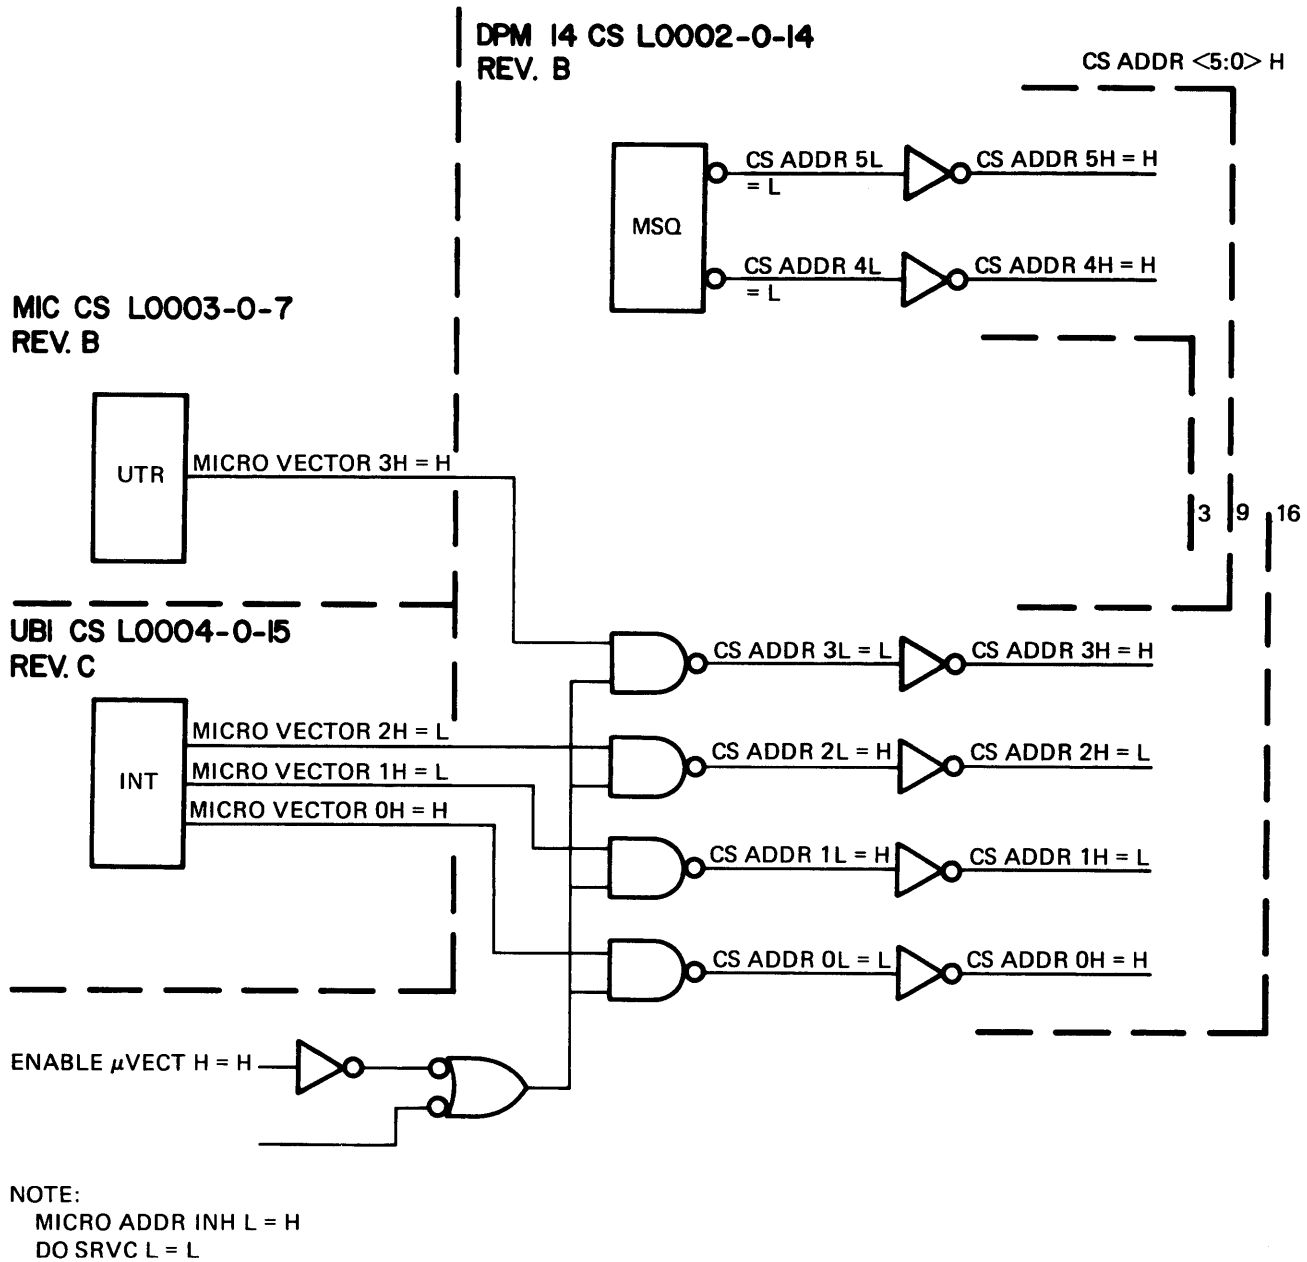 DPM 14 CS L0002-0-14
REV. B
CS ADDR <5:0> H
MSQ
CS ADDR 5L
= L
CS ADDR 5H = H
CS ADDR 4L
= L
CS ADDR 4H = H
MIC CS L0003-0-7
REV. B
UTR
MICRO VECTOR 3H = H
3
9
16
UBI CS L0004-0-15
REV. C
CS ADDR 3L = L
CS ADDR 3H = H
INT
MICRO VECTOR 2H = L
MICRO VECTOR 1H = L
MICRO VECTOR 0H = H
CS ADDR 2L = H
CS ADDR 2H = L
CS ADDR 1L = H
CS ADDR 1H = L
CS ADDR 0L = L
CS ADDR 0H = H
ENABLE μVECT H = H
NOTE:
MICRO ADDR INH L = H
DO SRVC L = L